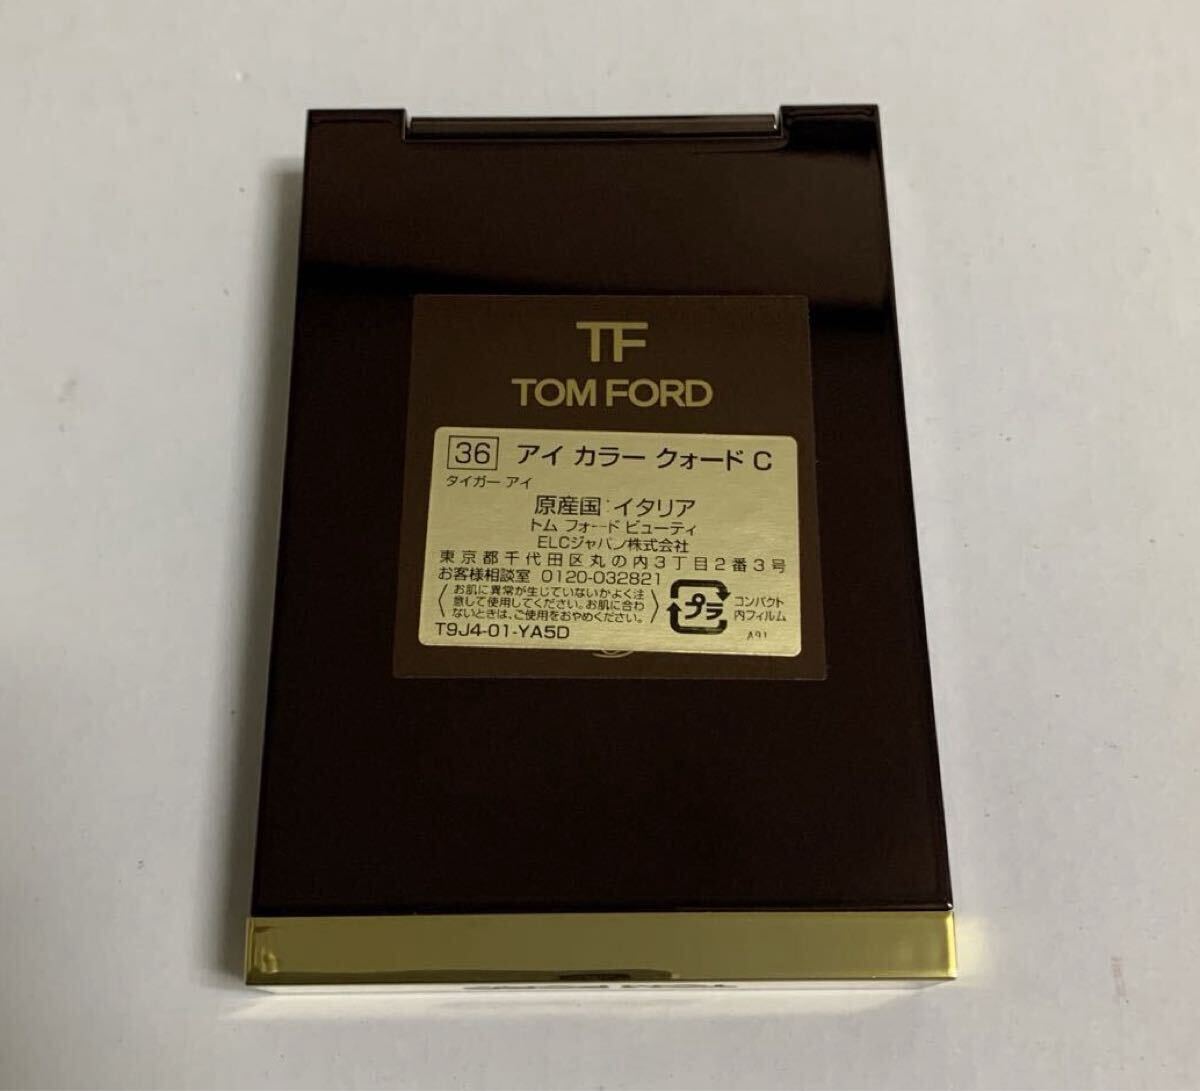 TF
TOM FORD
36 アイ カラー クォード C
タイガー アイ
原産国:イタリア
トム フォード ビューティ
ELCジャパン株式会社
東京都千代田区丸の内3丁目2番3号
お客様相談室 0120-032821
お肌に異常が生じていないかよく注
意して使用してください。お肌に合わ
ないときは、ご使用をおやめください。
プラ
コンパクト
内フィルム
T9J4-01-YA5D
A91